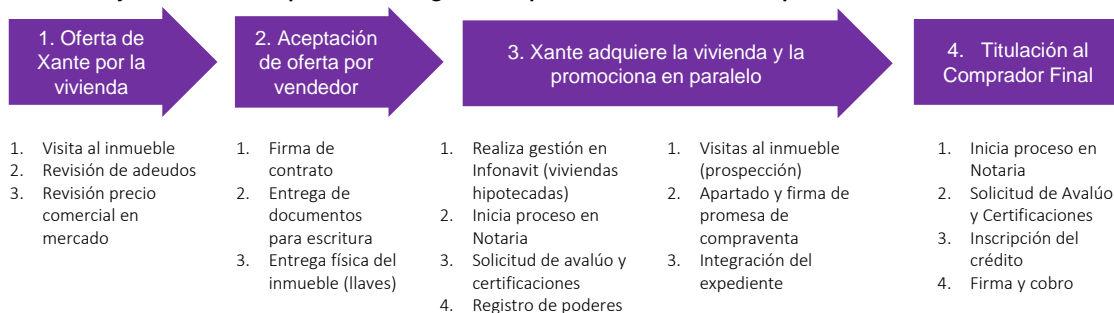 1. Oferta de
Xante por la
vivienda
2. Aceptación
de oferta por
vendedor
3. Xante adquiere la vivienda y la
promociona en paralelo
4. Titulación al
Comprador Final
1. Visita al inmueble
2. Revisión de adeudos
3. Revisión precio
comercial en
mercado
1. Firma de
contrato
2. Entrega de
documentos
para escritura
3. Entrega física del
inmueble (llaves)
1. Realiza gestión en
Infonavit (viviendas
hipotecadas)
2. Inicia proceso en
Notaria
3. Solicitud de avalúo y
certificaciones
4. Registro de poderes
1. Visitas al inmueble
(prospección)
2. Apartado y firma de
promesa de
compraventa
3. Integración del
expediente
1. Inicia proceso en
Notaria
2. Solicitud de Avalúo
y Certificaciones
3. Inscripción del
crédito
4. Firma y cobro